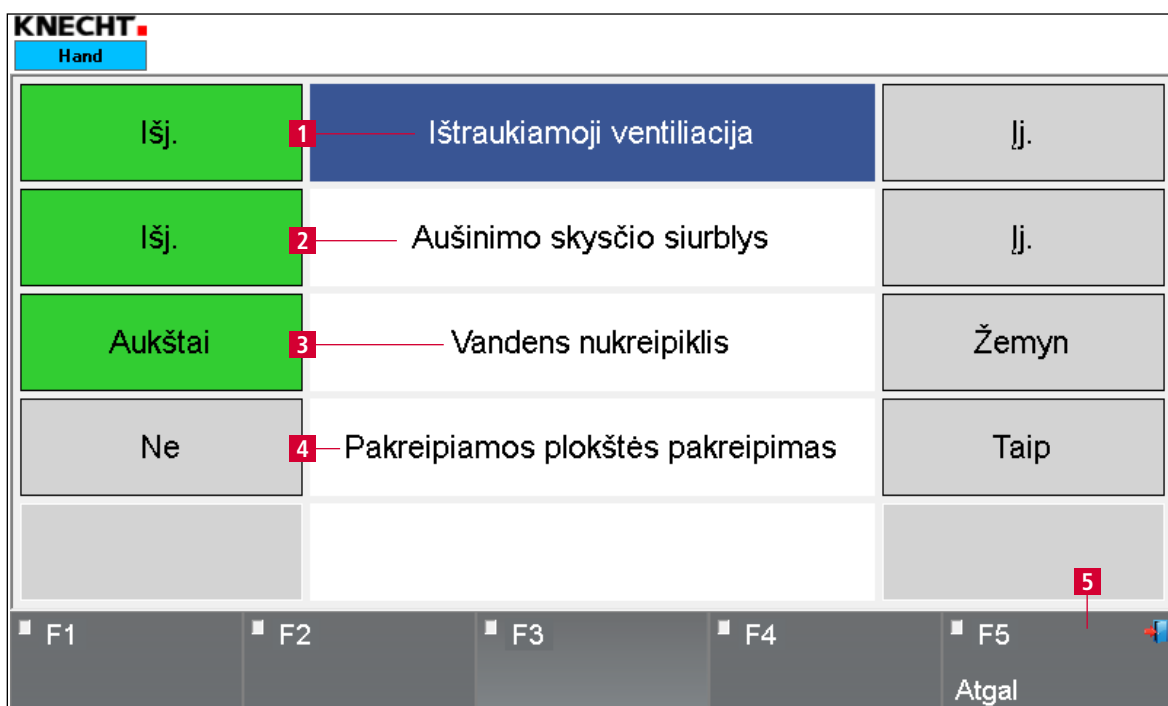 KNECHT
Hand
Išj. 1 Ištraukiamoji ventiliacija Įj.
Išj. 2 Aušinimo skysčio siurblys Įj.
Aukštai 3 Vandens nukreipiklis Žemyn
Ne 4 Pakreipiamos plokštės pakreipimas Taip
5
F1 F2 F3 F4 F5
Atgal